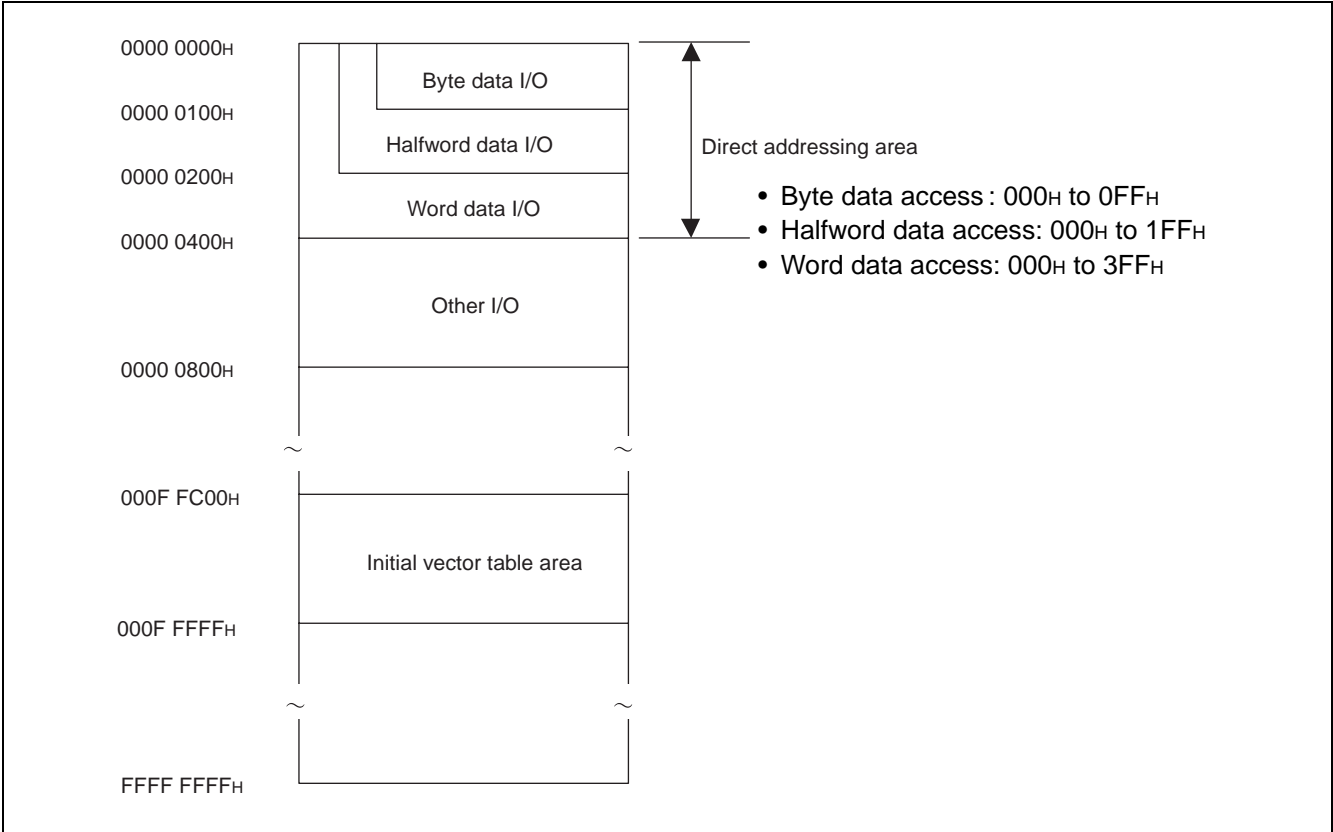 0000 0000H
Byte data I/O
0000 0100H
Halfword data I/O
Direct addressing area
0000 0200H
• Byte data access : 000H to 0FFH
Word data I/O
• Halfword data access: 000H to 1FFH
0000 0400H
• Word data access: 000H to 3FFH
Other I/O
0000 0800H
~ ~
000F FC00H
Initial vector table area
000F FFFFH
~ ~
FFFF FFFFH